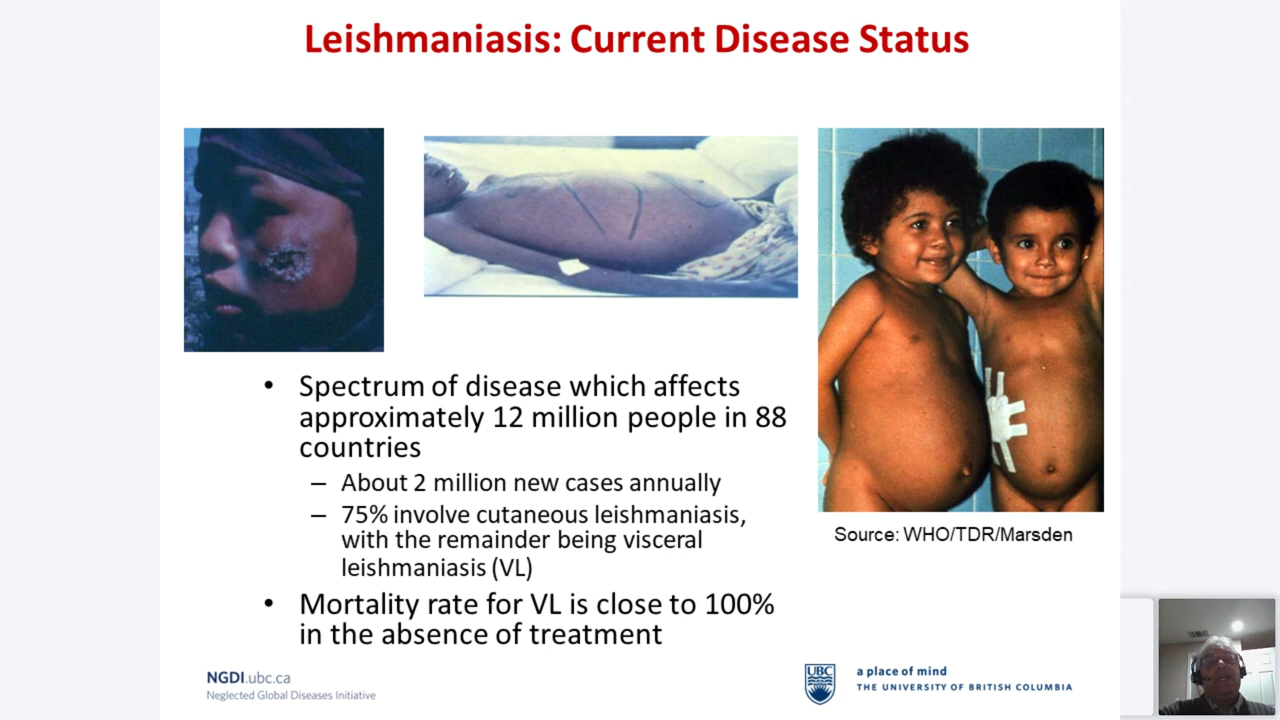 Leishmaniasis: Current Disease Status
• Spectrum of disease which affects
approximately 12 million people in 88
countries
– About 2 million new cases annually
– 75% involve cutaneous leishmaniasis,
with the remainder being visceral
leishmaniasis (VL)
• Mortality rate for VL is close to 100%
in the absence of treatment
Source: WHO/TDR/Marsden
NGDI.ubc.ca
Neglected Global Diseases Initiative
UBC
a place of mind
THE UNIVERSITY OF BRITISH COLUMBIA